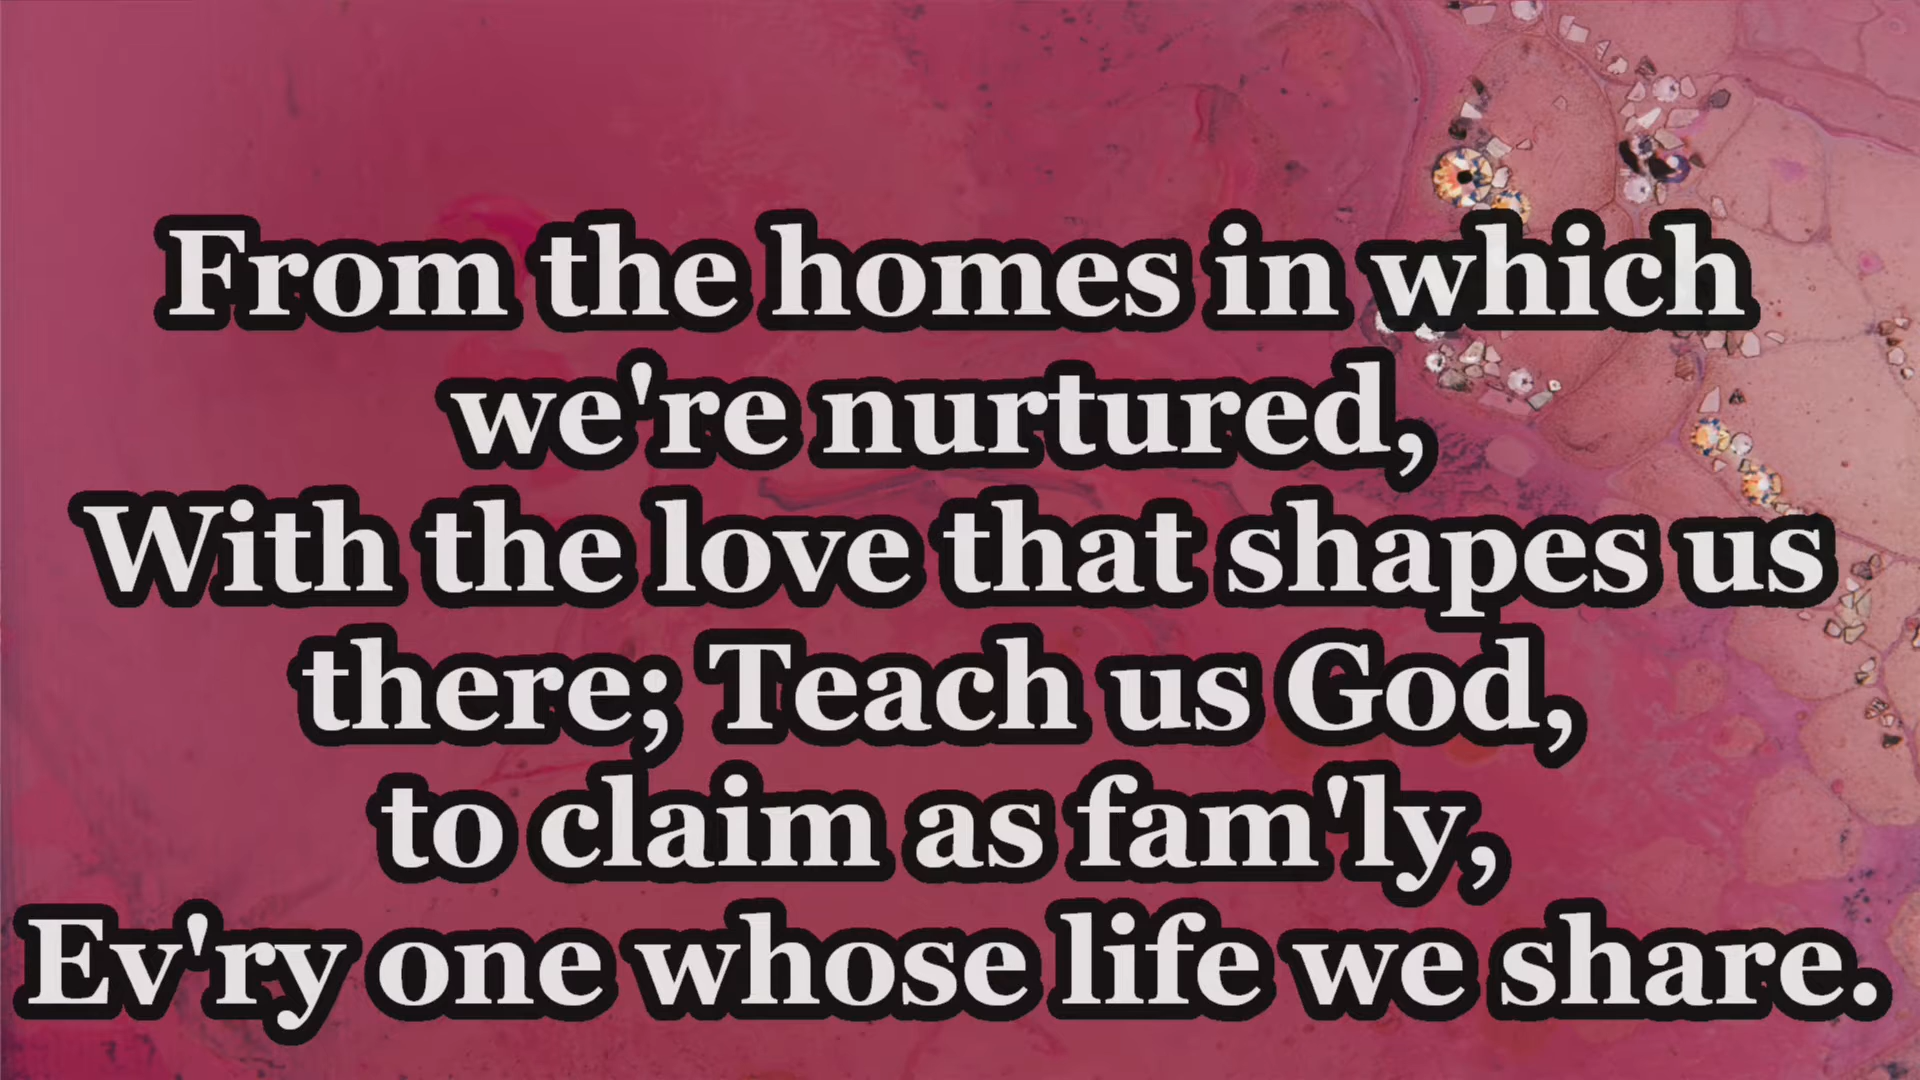 From the homes in which
we're nurtured,
With the love that shapes us
there; Teach us God,
to claim as fam'ly,
Ev'ry one whose life we share.